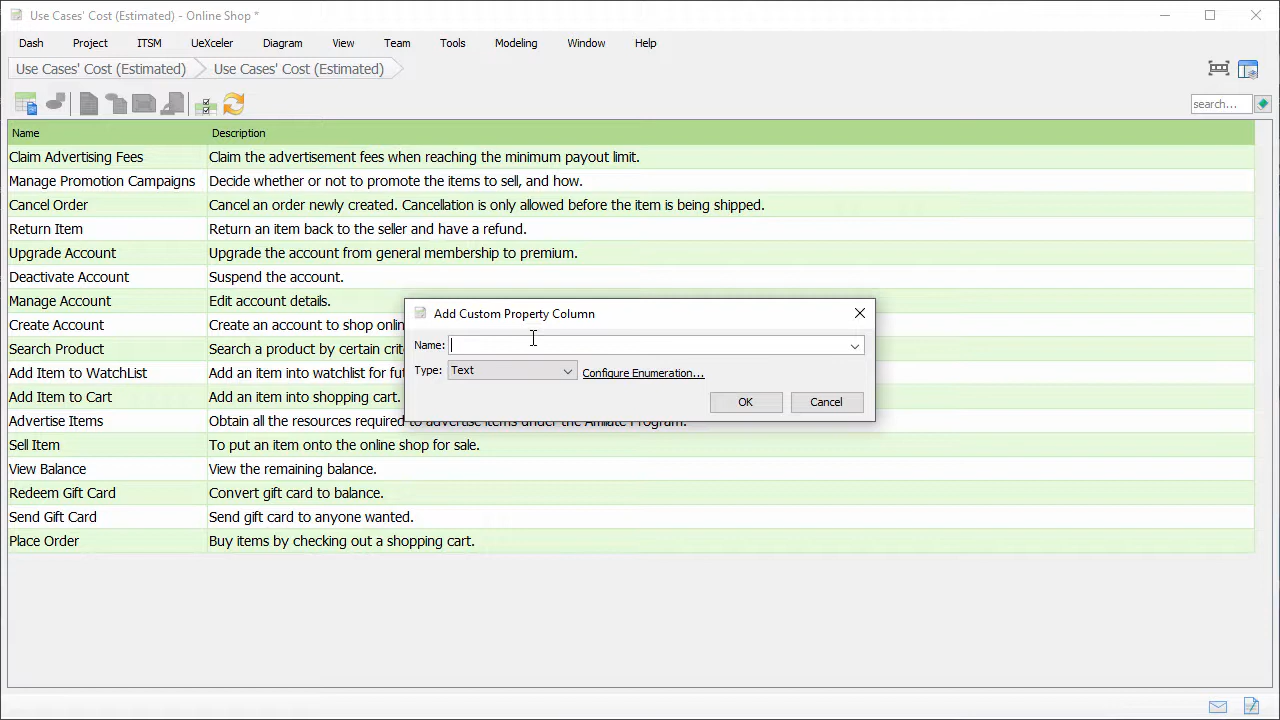 Use Cases' Cost (Estimated) - Online Shop *
Dash Project ITSM UeXceler Diagram View Team Tools Modeling Window Help
Use Cases' Cost (Estimated) Use Cases' Cost (Estimated)
search...
Name Description
Claim Advertising Fees Claim the advertisement fees when reaching the minimum payout limit.
Manage Promotion Campaigns Decide whether or not to promote the items to sell, and how.
Cancel Order Cancel an order newly created. Cancellation is only allowed before the item is being shipped.
Return Item Return an item back to the seller and have a refund.
Upgrade Account Upgrade the account from general membership to premium.
Deactivate Account Suspend the account.
Manage Account Edit account details.
Add Custom Property Column
Create Account Create an account to shop onlin
Name:
Search Product Search a product by certain crit
Type: Text Configure Enumeration...
Add Item to WatchList Add an item into watchlist for fu
Add Item to Cart Add an item into shopping cart.
OK Cancel
Advertise Items Obtain all the resources required to advertise items under the Affiliate Program.
Sell Item To put an item onto the online shop for sale.
View Balance View the remaining balance.
Redeem Gift Card Convert gift card to balance.
Send Gift Card Send gift card to anyone wanted.
Place Order Buy items by checking out a shopping cart.